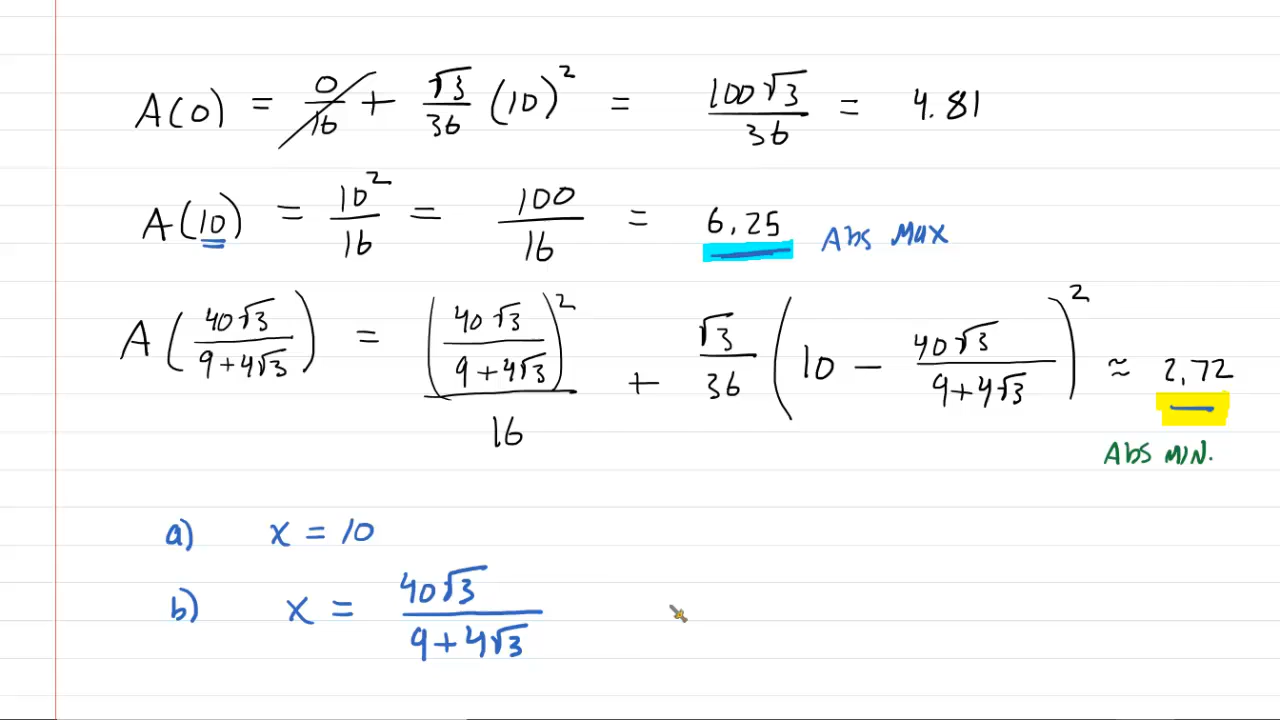 A(0) = 0/16 + √3/36 (10)² = 100√3/36 = 4.81
A(10) = 10²/16 = 100/16 = 6.25 Abs Max
A(40√3/(9+4√3)) = (40√3/(9+4√3))²/16 + √3/36 (10 − 40√3/(9+4√3))² ≈ 2.72
Abs MIN.
a) x = 10
b) x = 40√3/(9+4√3)